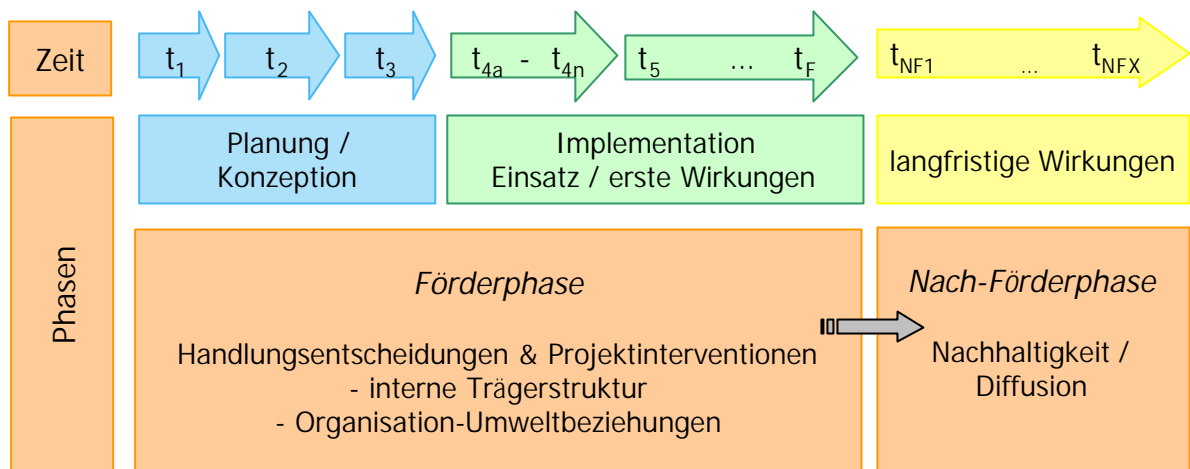 Zeit
t1
t2
t3
t4a - t4n
t5 ... tF
tNF1 ... tNFX
Phasen
Planung /
Konzeption
Implementation
Einsatz / erste Wirkungen
langfristige Wirkungen
Förderphase
Handlungsentscheidungen & Projektinterventionen
- interne Trägerstruktur
- Organisation-Umweltbeziehungen
Nach-Förderphase
Nachhaltigkeit /
Diffusion